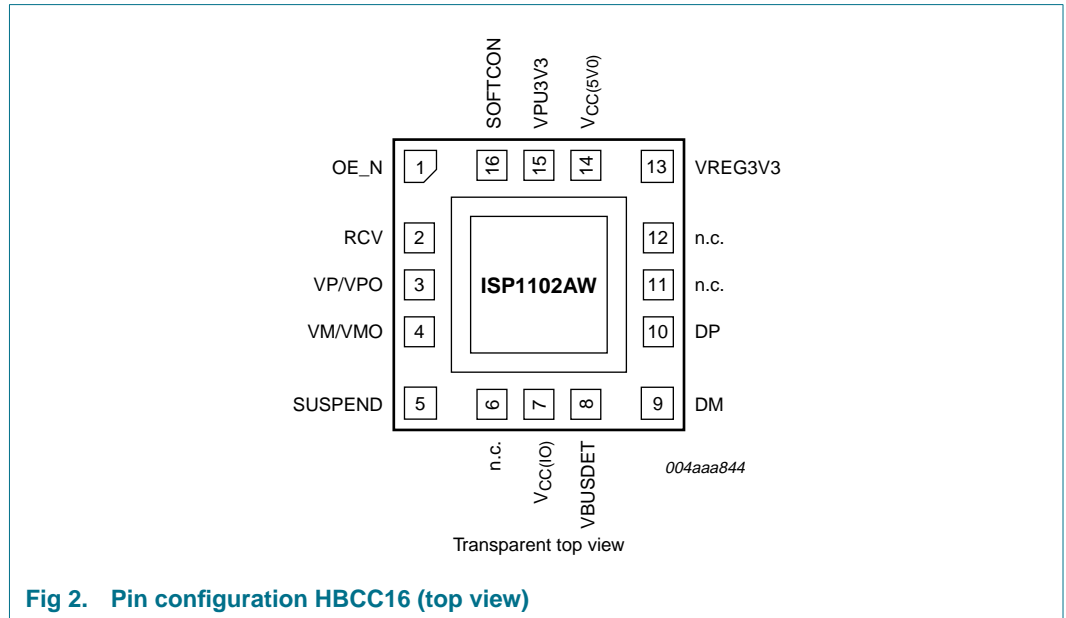 SOFTCON
VPU3V3
VCC(5V0)
OE_N 1 16 15 14 13 VREG3V3
RCV 2 12 n.c.
VP/VPO 3 ISP1102AW 11 n.c.
VM/VMO 4 10 DP
SUSPEND 5 6 7 8 9 DM
n.c.
VCC(IO)
VBUSDET
004aaa844
Transparent top view
Fig 2. Pin configuration HBCC16 (top view)